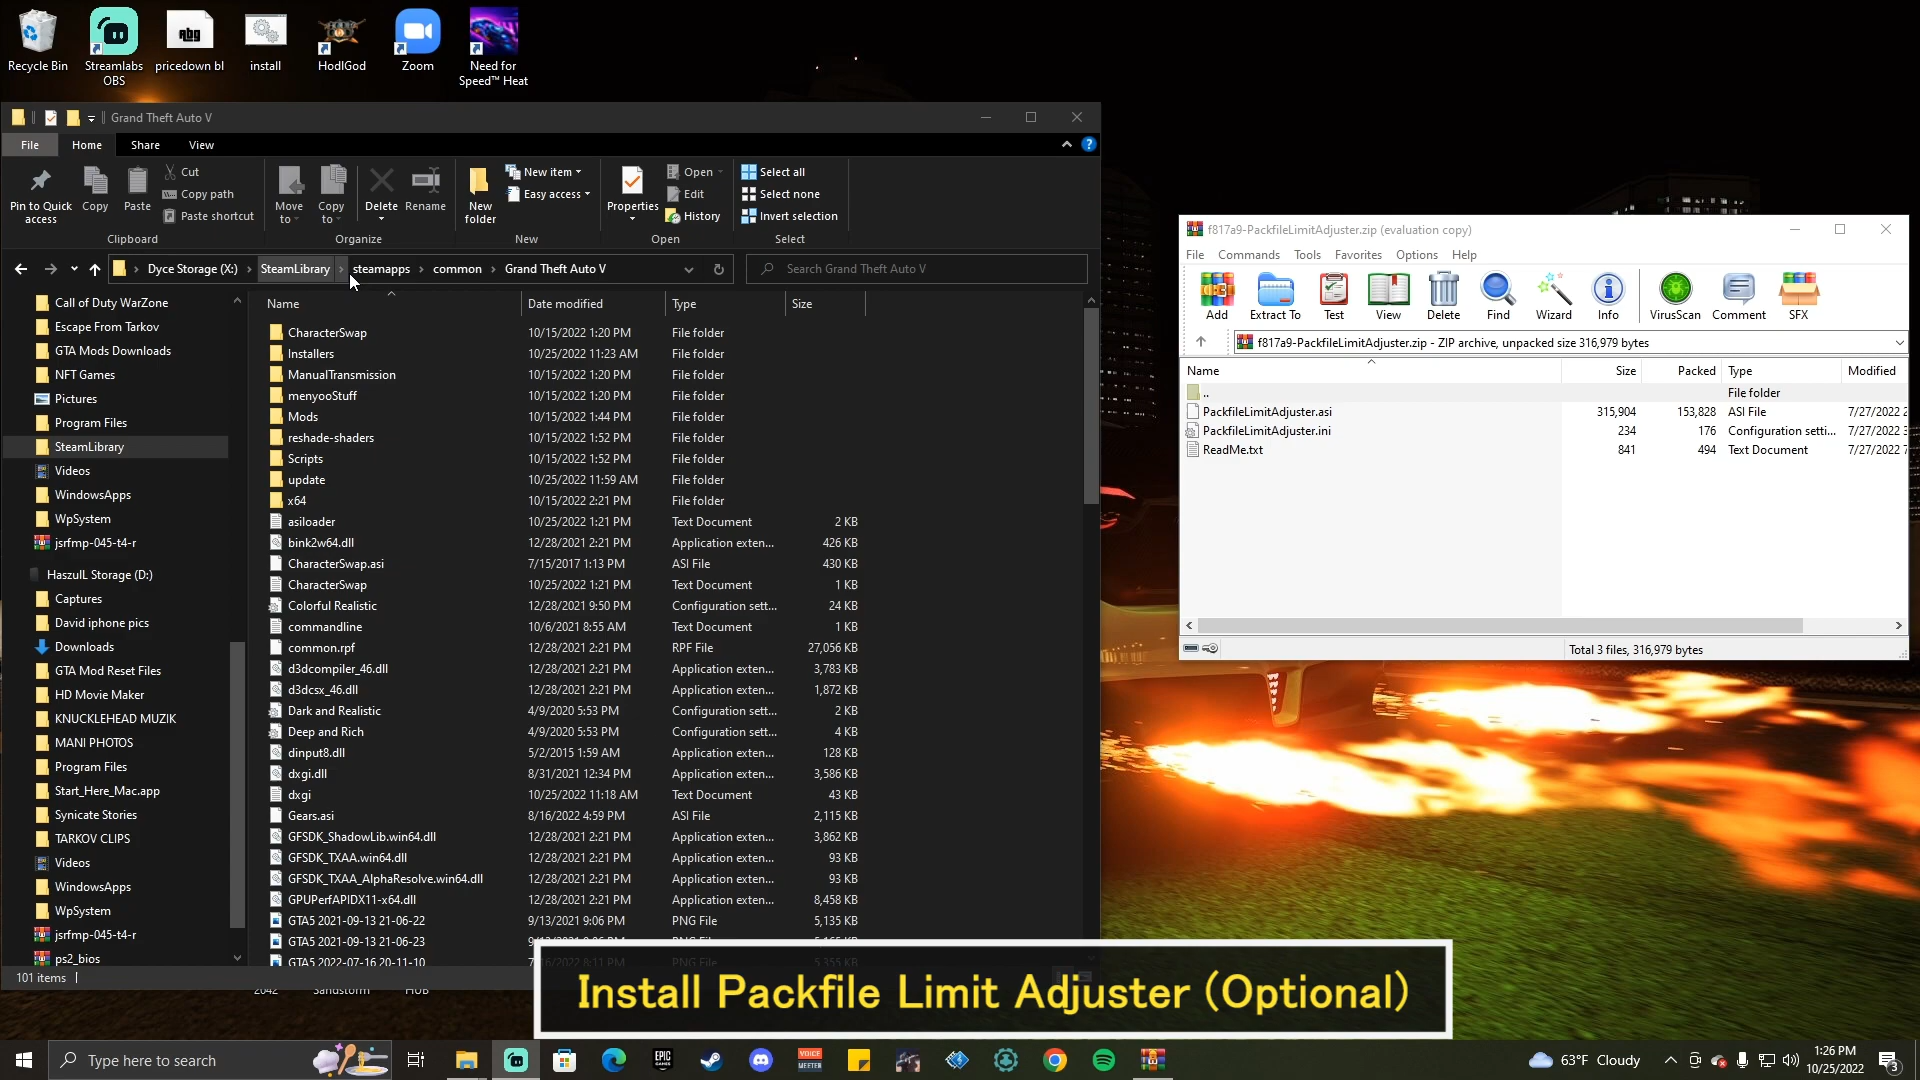 Recycle Bin
Streamlabs OBS
pricedown bl
install
HodlGod
Zoom
Need for Speed™ Heat
Grand Theft Auto V
File Home Share View
Pin to Quick access
Copy
Paste
Cut
Copy path
Paste shortcut
Clipboard
Move to
Copy to
Delete
Rename
Organize
New folder
New item
Easy access
New
Properties
Open
Edit
History
Open
Select all
Select none
Invert selection
Select
Dyce Storage (X:) SteamLibrary steamapps common Grand Theft Auto V
Search Grand Theft Auto V
Call of Duty WarZone
Escape From Tarkov
GTA Mods Downloads
NFT Games
Pictures
Program Files
SteamLibrary
Videos
WindowsApps
WpSystem
jsrfmp-045-t4-r
Haszull Storage (D:)
Captures
David iphone pics
Downloads
GTA Mod Reset Files
HD Movie Maker
KNUCKLEHEAD MUZIK
MANI PHOTOS
Program Files
Start_Here_Mac.app
Synicate Stories
TARKOV CLIPS
Videos
WindowsApps
WpSystem
jsrfmp-045-t4-r
ps2_bios
Name Date modified Type Size
CharacterSwap 10/15/2022 1:20 PM File folder
Installers 10/25/2022 11:23 AM File folder
ManualTransmission 10/15/2022 1:20 PM File folder
menyooStuff 10/15/2022 1:20 PM File folder
Mods 10/15/2022 1:44 PM File folder
reshade-shaders 10/15/2022 1:52 PM File folder
Scripts 10/15/2022 1:52 PM File folder
update 10/25/2022 11:59 AM File folder
x64 10/15/2022 2:21 PM File folder
asiloader 10/25/2022 1:21 PM Text Document 2 KB
bink2w64.dll 12/28/2021 2:21 PM Application exten... 426 KB
CharacterSwap.asi 7/15/2017 1:13 PM ASI File 430 KB
CharacterSwap 10/25/2022 1:21 PM Text Document 1 KB
Colorful Realistic 12/28/2021 9:50 PM Configuration sett... 24 KB
commandline 10/6/2021 8:55 AM Text Document 1 KB
common.rpf 12/28/2021 2:21 PM RPF File 27,056 KB
d3dcompiler_46.dll 12/28/2021 2:21 PM Application exten... 3,783 KB
d3dcsx_46.dll 12/28/2021 2:21 PM Application exten... 1,872 KB
Dark and Realistic 4/9/2020 5:53 PM Configuration sett... 2 KB
Deep and Rich 4/9/2020 5:53 PM Configuration sett... 4 KB
dinput8.dll 5/2/2015 1:59 AM Application exten... 128 KB
dxgi.dll 8/31/2021 12:34 PM Application exten... 3,586 KB
dxgi 10/25/2022 11:18 AM Text Document 43 KB
Gears.asi 8/16/2022 4:59 PM ASI File 2,115 KB
GFSDK_ShadowLib.win64.dll 12/28/2021 2:21 PM Application exten... 3,862 KB
GFSDK_TXAA.win64.dll 12/28/2021 2:21 PM Application exten... 93 KB
GFSDK_TXAA_AlphaResolve.win64.dll 12/28/2021 2:21 PM Application exten... 93 KB
GPUPerfAPIDX11-x64.dll 12/28/2021 2:21 PM Application exten... 8,458 KB
GTA5 2021-09-13 21-06-22 9/13/2021 9:06 PM PNG File 5,135 KB
GTA5 2021-09-13 21-06-23
GTA5 2022-07-16 20-11-10
101 items
2042 Sandstorm HUB
f817a9-PackfileLimitAdjuster.zip (evaluation copy)
File Commands Tools Favorites Options Help
Add Extract To Test View Delete Find Wizard Info VirusScan Comment SFX
f817a9-PackfileLimitAdjuster.zip - ZIP archive, unpacked size 316,979 bytes
Name Size Packed Type Modified
.. File folder
PackfileLimitAdjuster.asi 315,904 153,828 ASI File 7/27/2022 2
PackfileLimitAdjuster.ini 234 176 Configuration setti... 7/27/2022 3
ReadMe.txt 841 494 Text Document 7/27/2022 7
Total 3 files, 316,979 bytes
Install Packfile Limit Adjuster (Optional)
Type here to search
EPIC GAMES
VOICE MEETER
63°F Cloudy
1:26 PM
10/25/2022
3